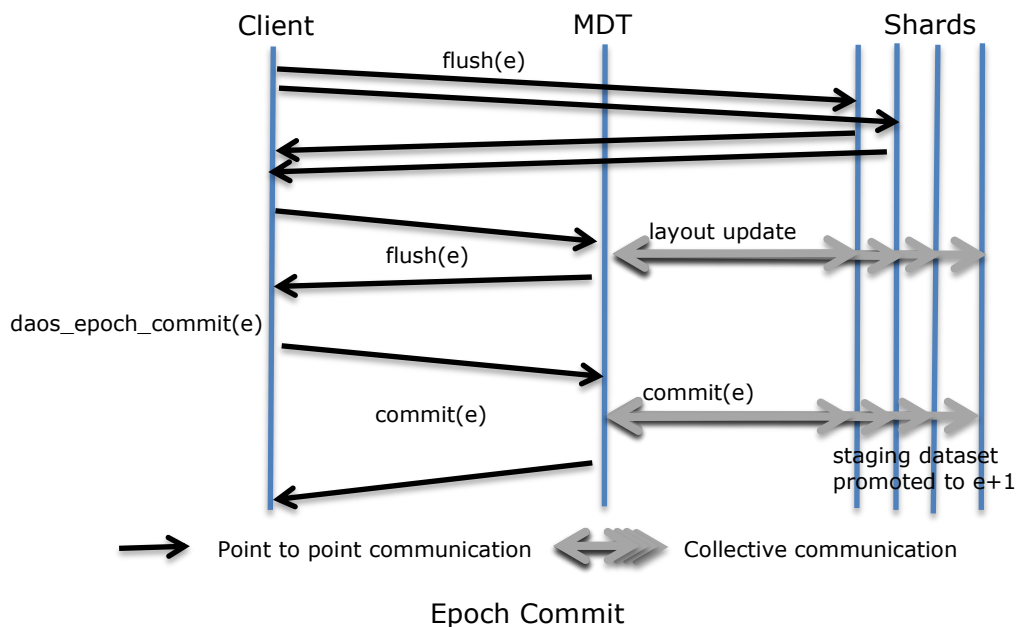 Client
MDT
Shards
flush(e)
layout update
flush(e)
daos_epoch_commit(e)
commit(e)
commit(e)
staging dataset
promoted to e+1
Point to point communication
Collective communication
Epoch Commit